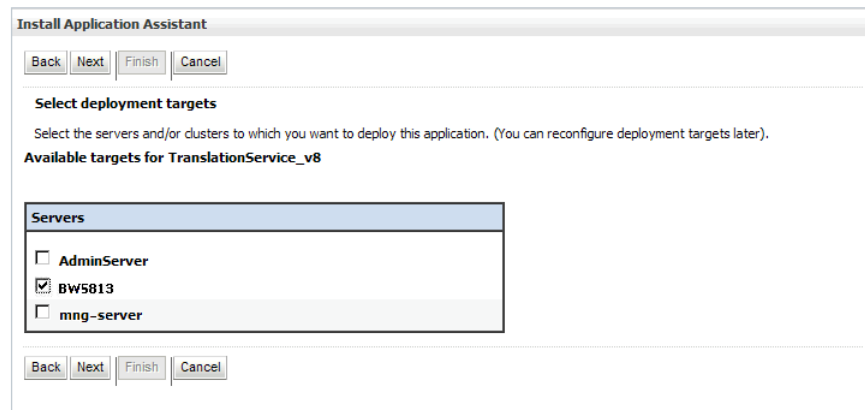 Install Application Assistant
Back Next Finish Cancel
Select deployment targets
Select the servers and/or clusters to which you want to deploy this application. (You can reconfigure deployment targets later).
Available targets for TranslationService_v8
Servers
AdminServer
BW5813
mng-server
Back Next Finish Cancel